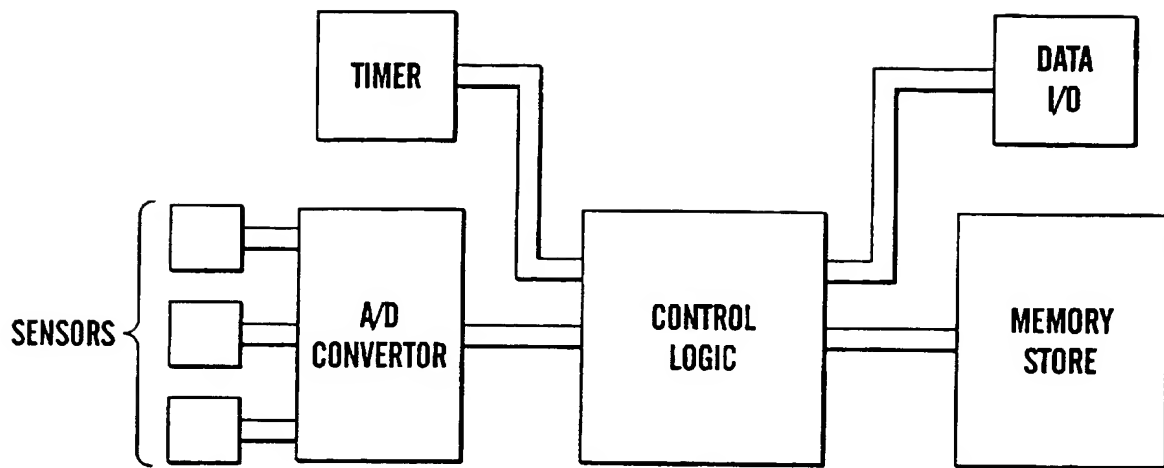 TIMER
DATA
I/O
SENSORS
A/D
CONVERTOR
CONTROL
LOGIC
MEMORY
STORE